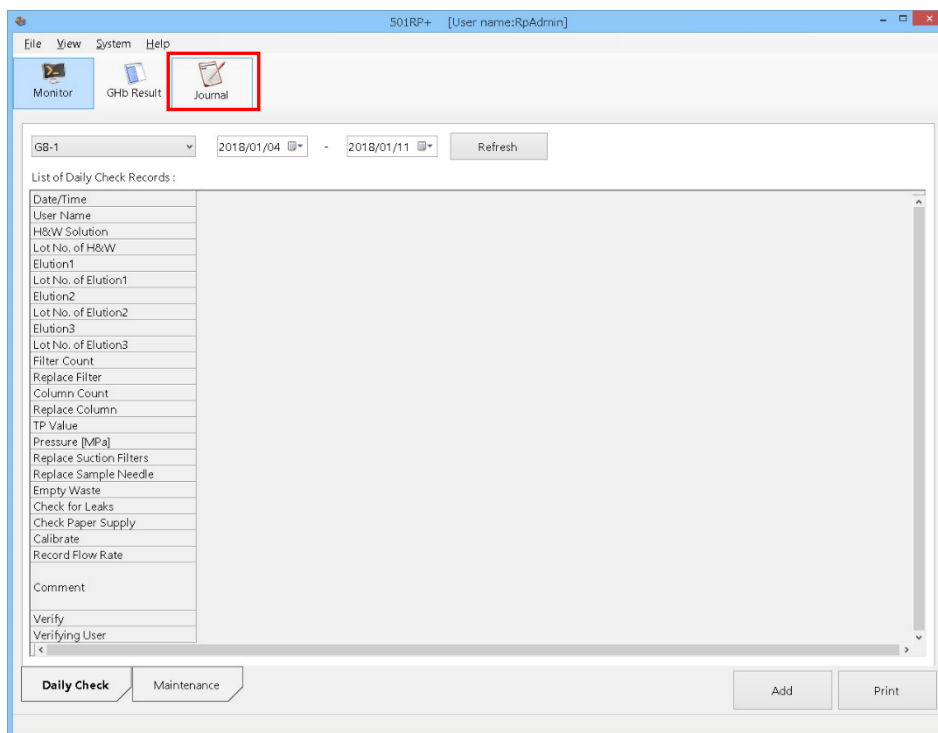 501RP+ [User name:RpAdmin]
File View System Help
Monitor GHb Result Journal
G8-1 2018/01/04 - 2018/01/11 Refresh
List of Daily Check Records :
Date/Time
User Name
H&W Solution
Lot No. of H&W
Elution1
Lot No. of Elution1
Elution2
Lot No. of Elution2
Elution3
Lot No. of Elution3
Filter Count
Replace Filter
Column Count
Replace Column
TP Value
Pressure [MPa]
Replace Suction Filters
Replace Sample Needle
Empty Waste
Check for Leaks
Check Paper Supply
Calibrate
Record Flow Rate
Comment
Verify
Verifying User
Daily Check Maintenance Add Print